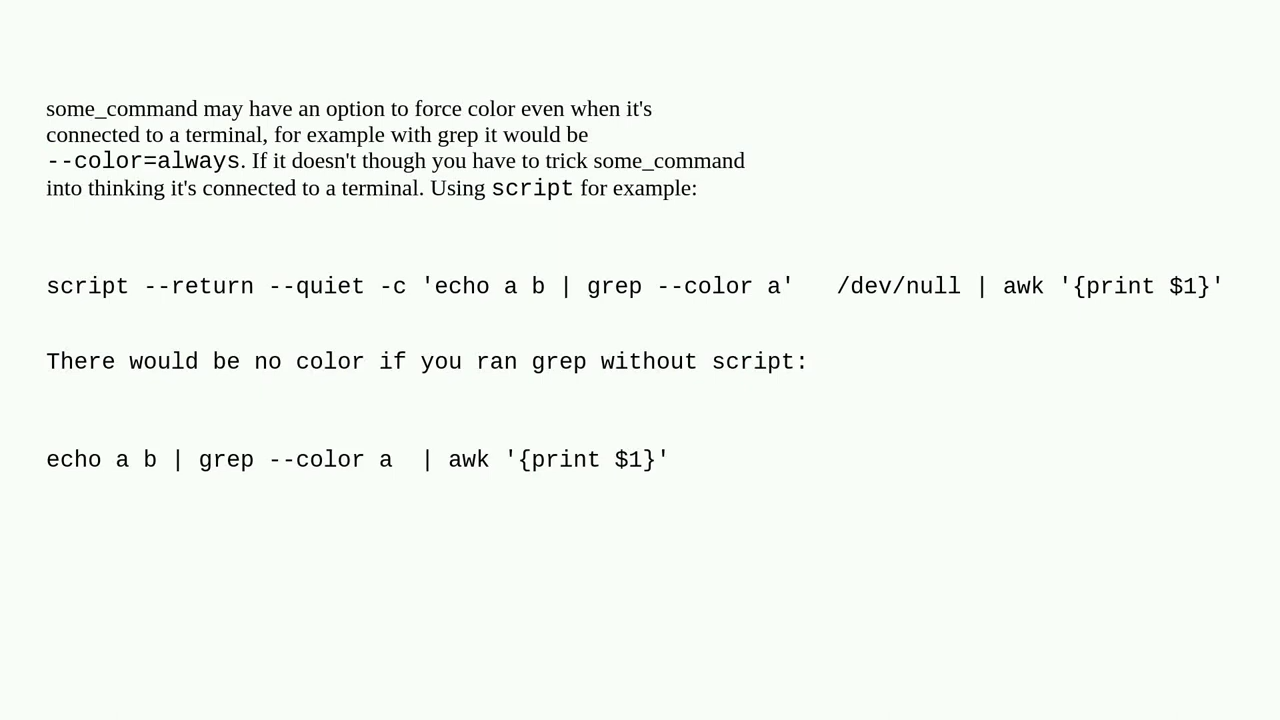 some_command may have an option to force color even when it's
connected to a terminal, for example with grep it would be
--color=always. If it doesn't though you have to trick some_command
into thinking it's connected to a terminal. Using script for example:
script --return --quiet -c 'echo a b | grep --color a'   /dev/null | awk '{print $1}'
There would be no color if you ran grep without script:
echo a b | grep --color a  | awk '{print $1}'